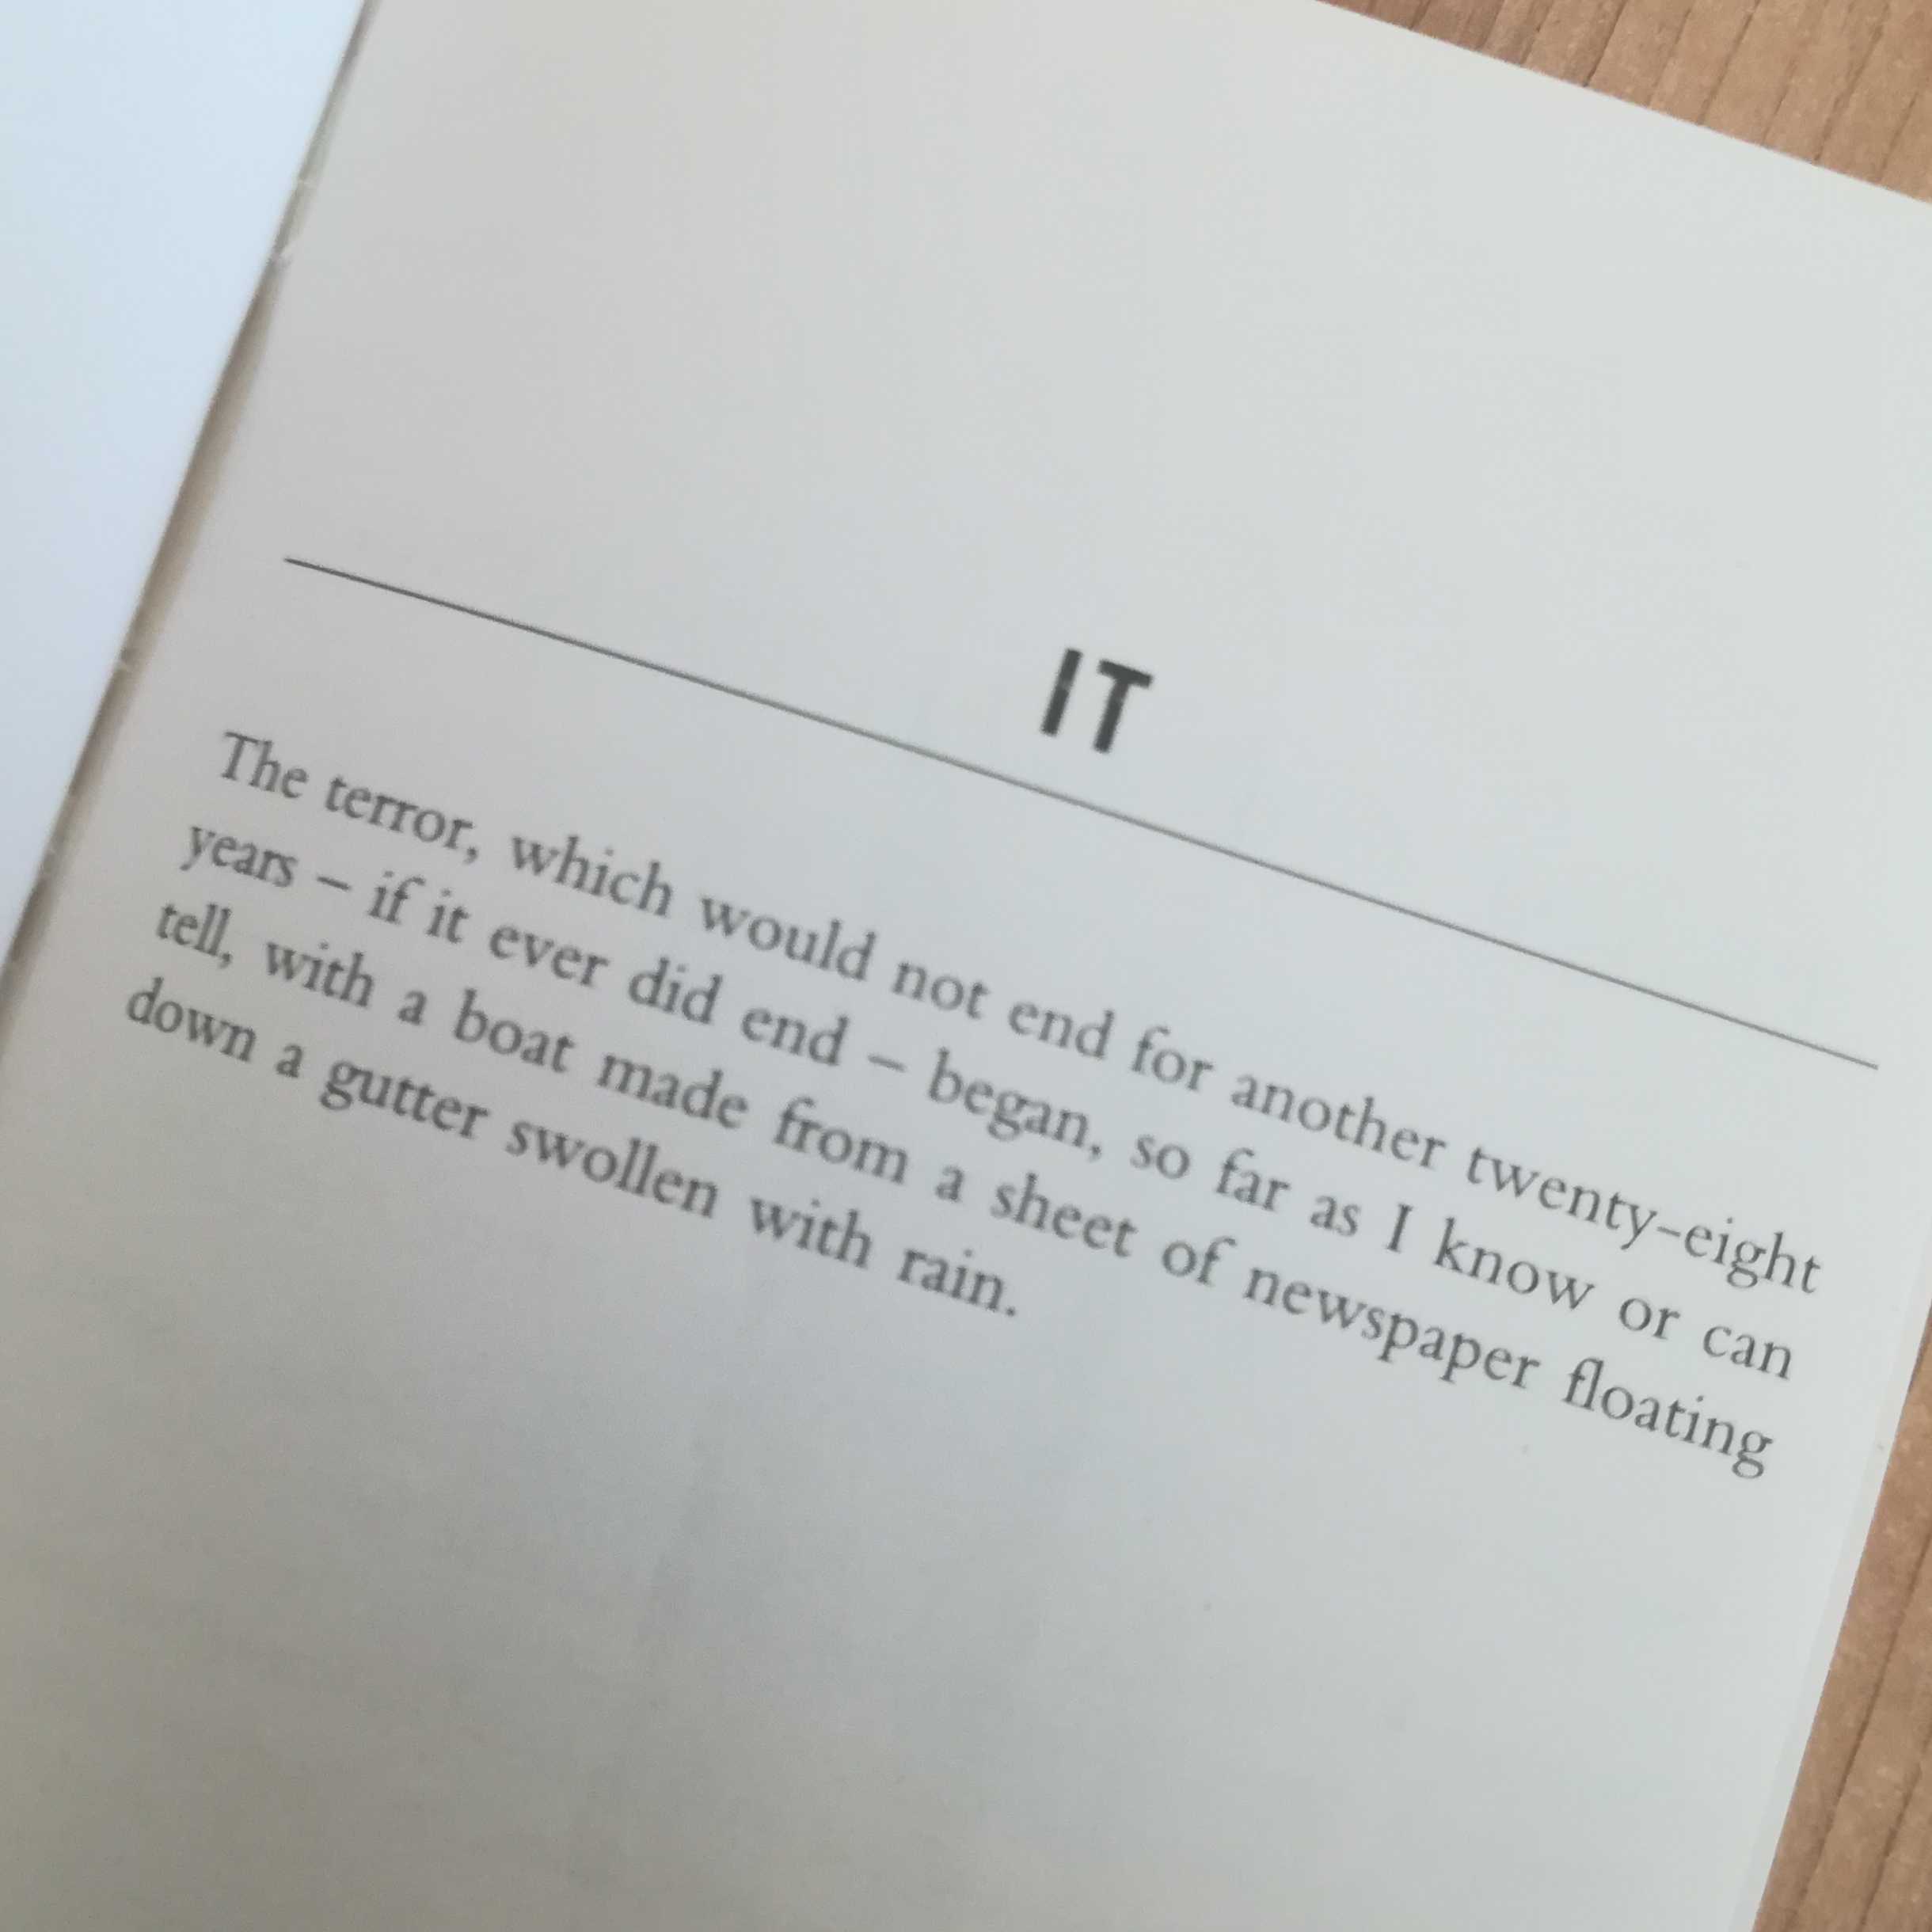 IT
The terror, which would not end for another twenty-eight
years – if it ever did end – began, so far as I know or can
tell, with a boat made from a sheet of newspaper floating
down a gutter swollen with rain.